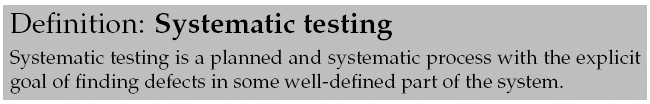 Definition: Systematic testing
Systematic testing is a planned and systematic process with the explicit
goal of finding defects in some well-defined part of the system.